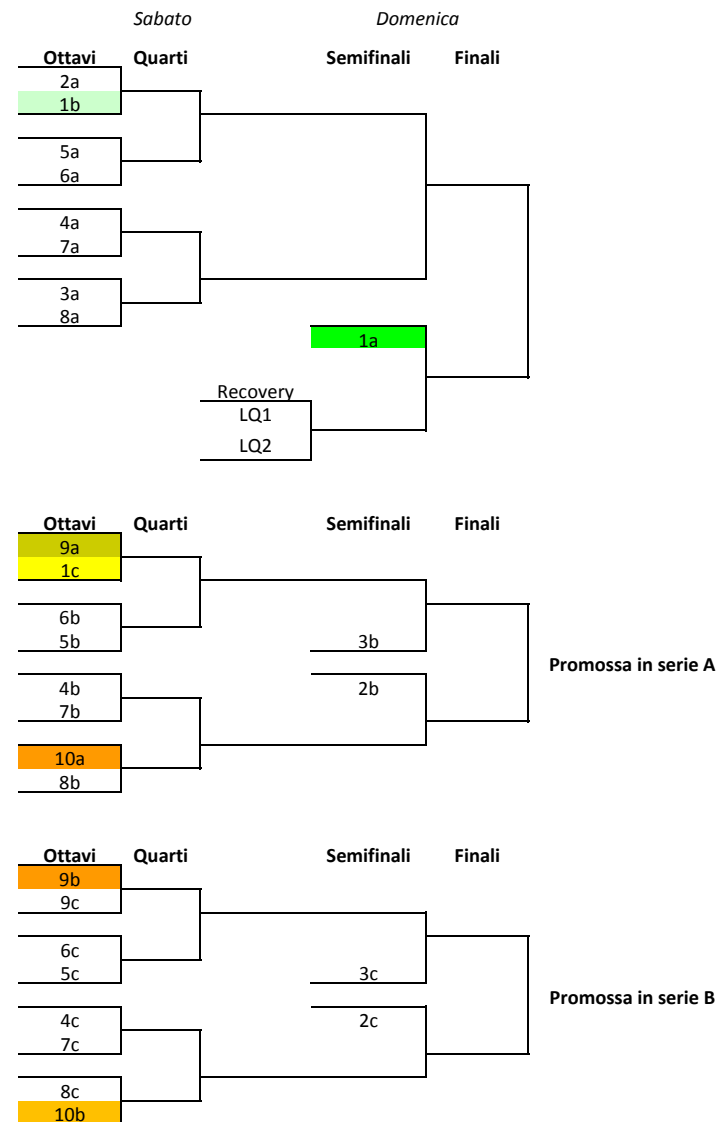 Sabato Domenica
Ottavi Quarti Semifinali Finali
2a
1b
5a
6a
4a
7a
3a
8a
1a
Recovery
LQ1
LQ2
Ottavi Quarti Semifinali Finali
9a
1c
6b
5b 3b
Promossa in serie A
4b 2b
7b
10a
8b
Ottavi Quarti Semifinali Finali
9b
9c
6c
5c 3c
Promossa in serie B
4c 2c
7c
8c
10b